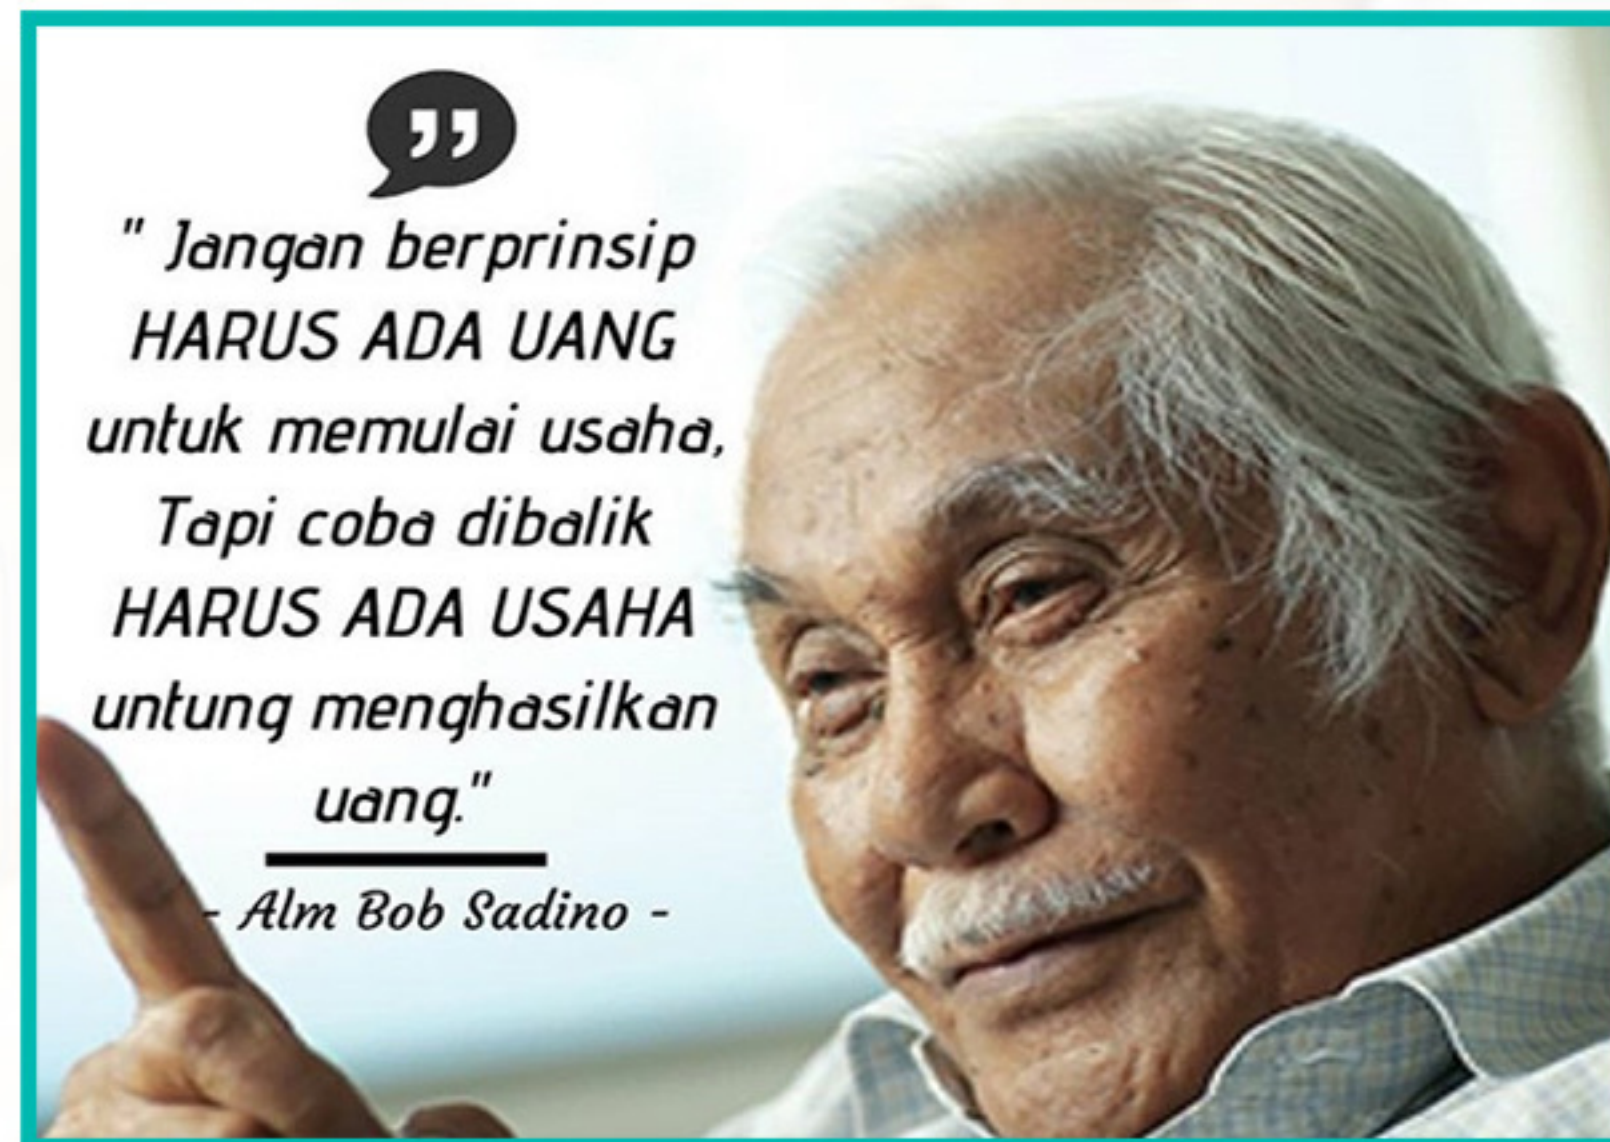 " Jangan berprinsip
HARUS ADA UANG
untuk memulai usaha,
Tapi coba dibalik
HARUS ADA USAHA
untung menghasilkan
uang."
- Alm Bob Sadino -